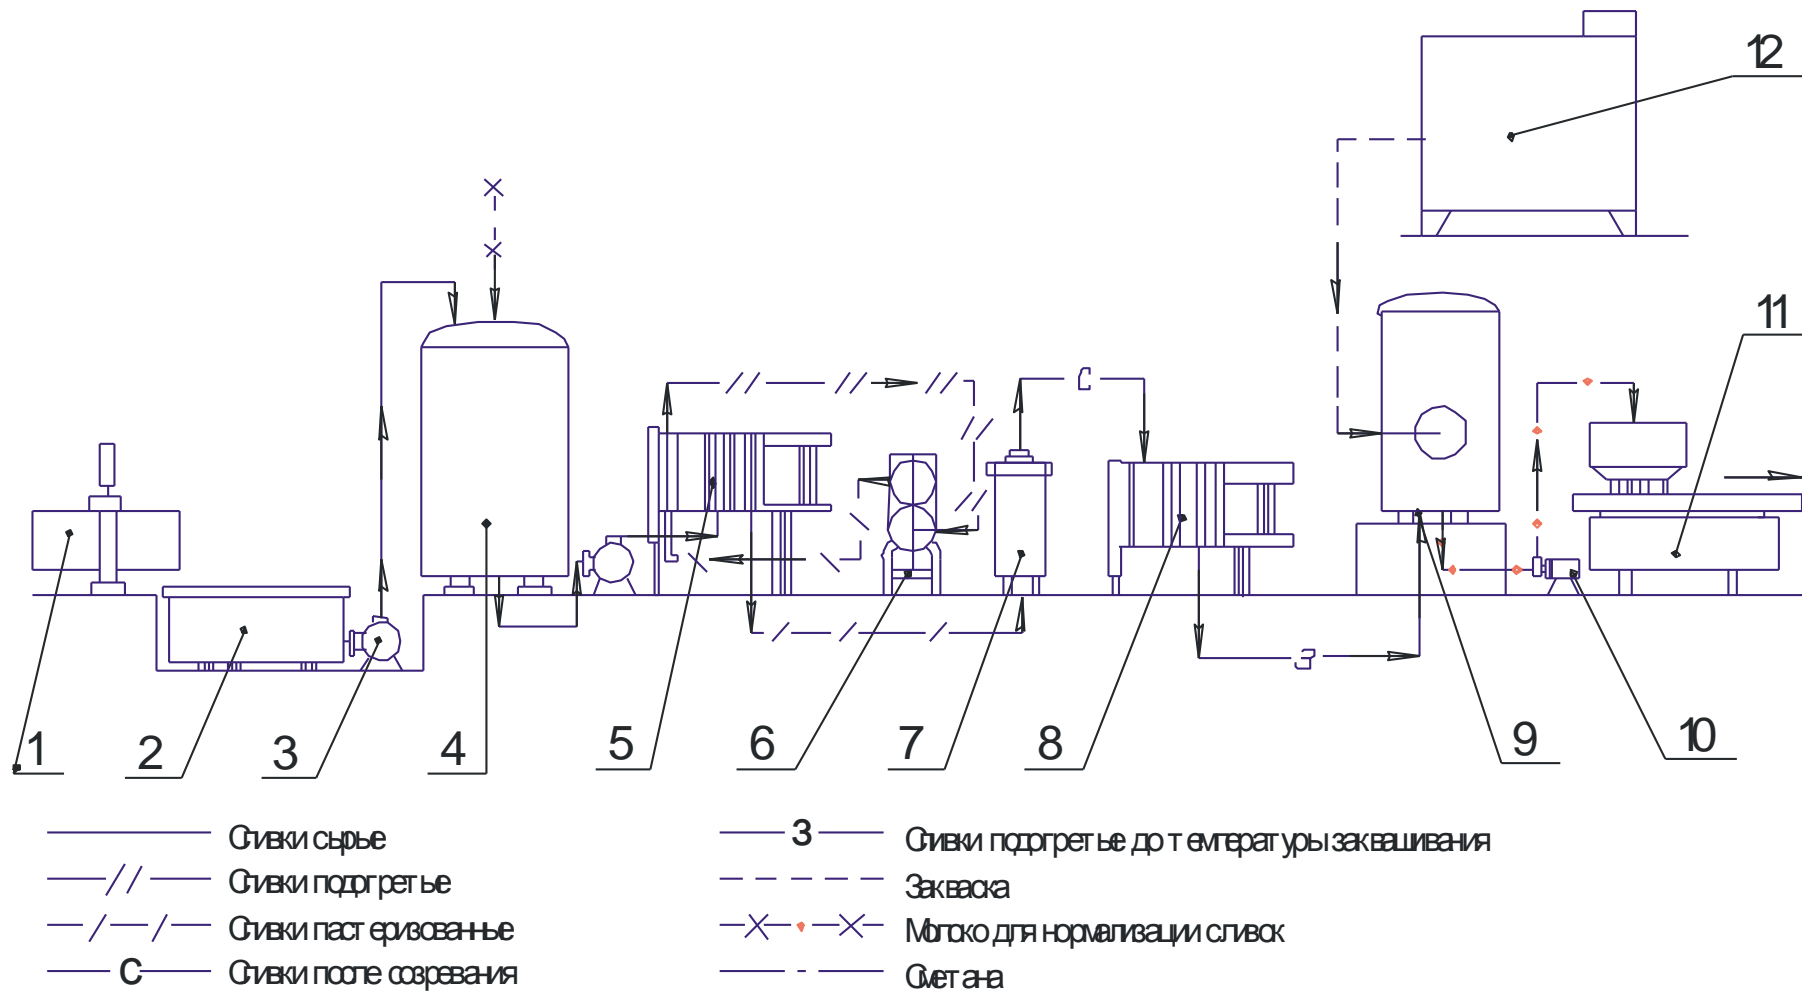 12
11
1
2
3
4
5
6
7
8
9
10
Сливки сырые
Сливки подогретые
Сливки пастеризованные
С Сливки после созревания
З Сливки подогретые до температуры заквашивания
Закваска
Молоко для нормализации сливок
Сметана